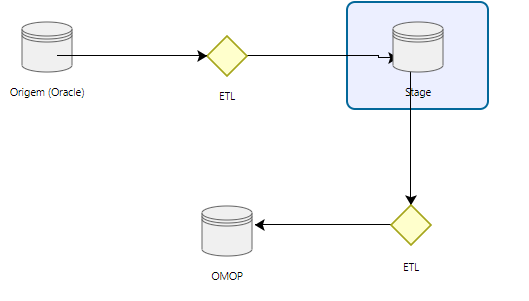 Origem (Oracle)
ETL
Stage
OMOP
ETL